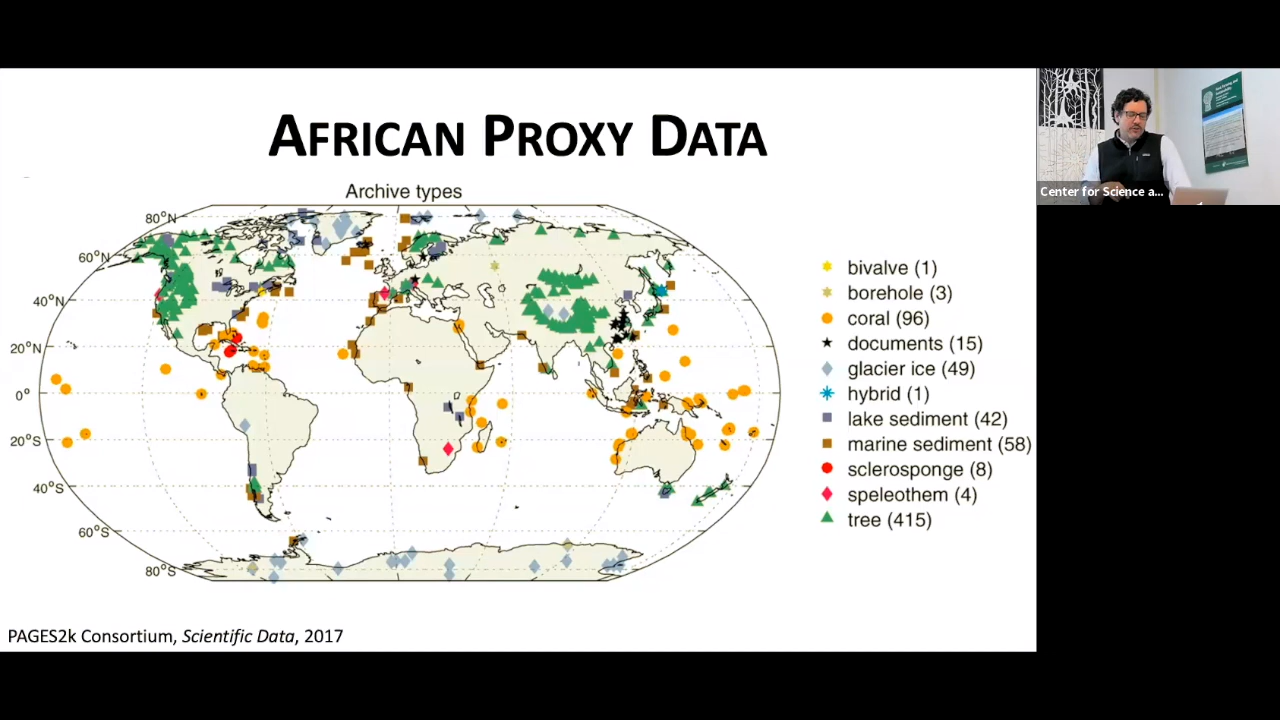 AFRICAN PROXY DATA
Archive types
80°N
60°N
40°N
20°N
0°
20°S
40°S
60°S
80°S
bivalve (1)
borehole (3)
coral (96)
documents (15)
glacier ice (49)
hybrid (1)
lake sediment (42)
marine sediment (58)
sclerosponge (8)
speleothem (4)
tree (415)
PAGES2k Consortium, Scientific Data, 2017
Center for Science a...